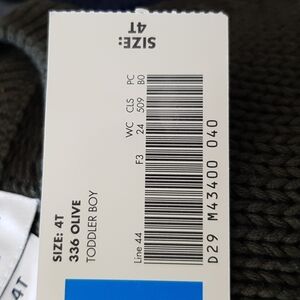 SIZE:
4T
SIZE: 4T
336 OLIVE
TODDLER BOY
WC CLS PC
F3 24 509 B0
Line 44
D29 M43400 040
4T